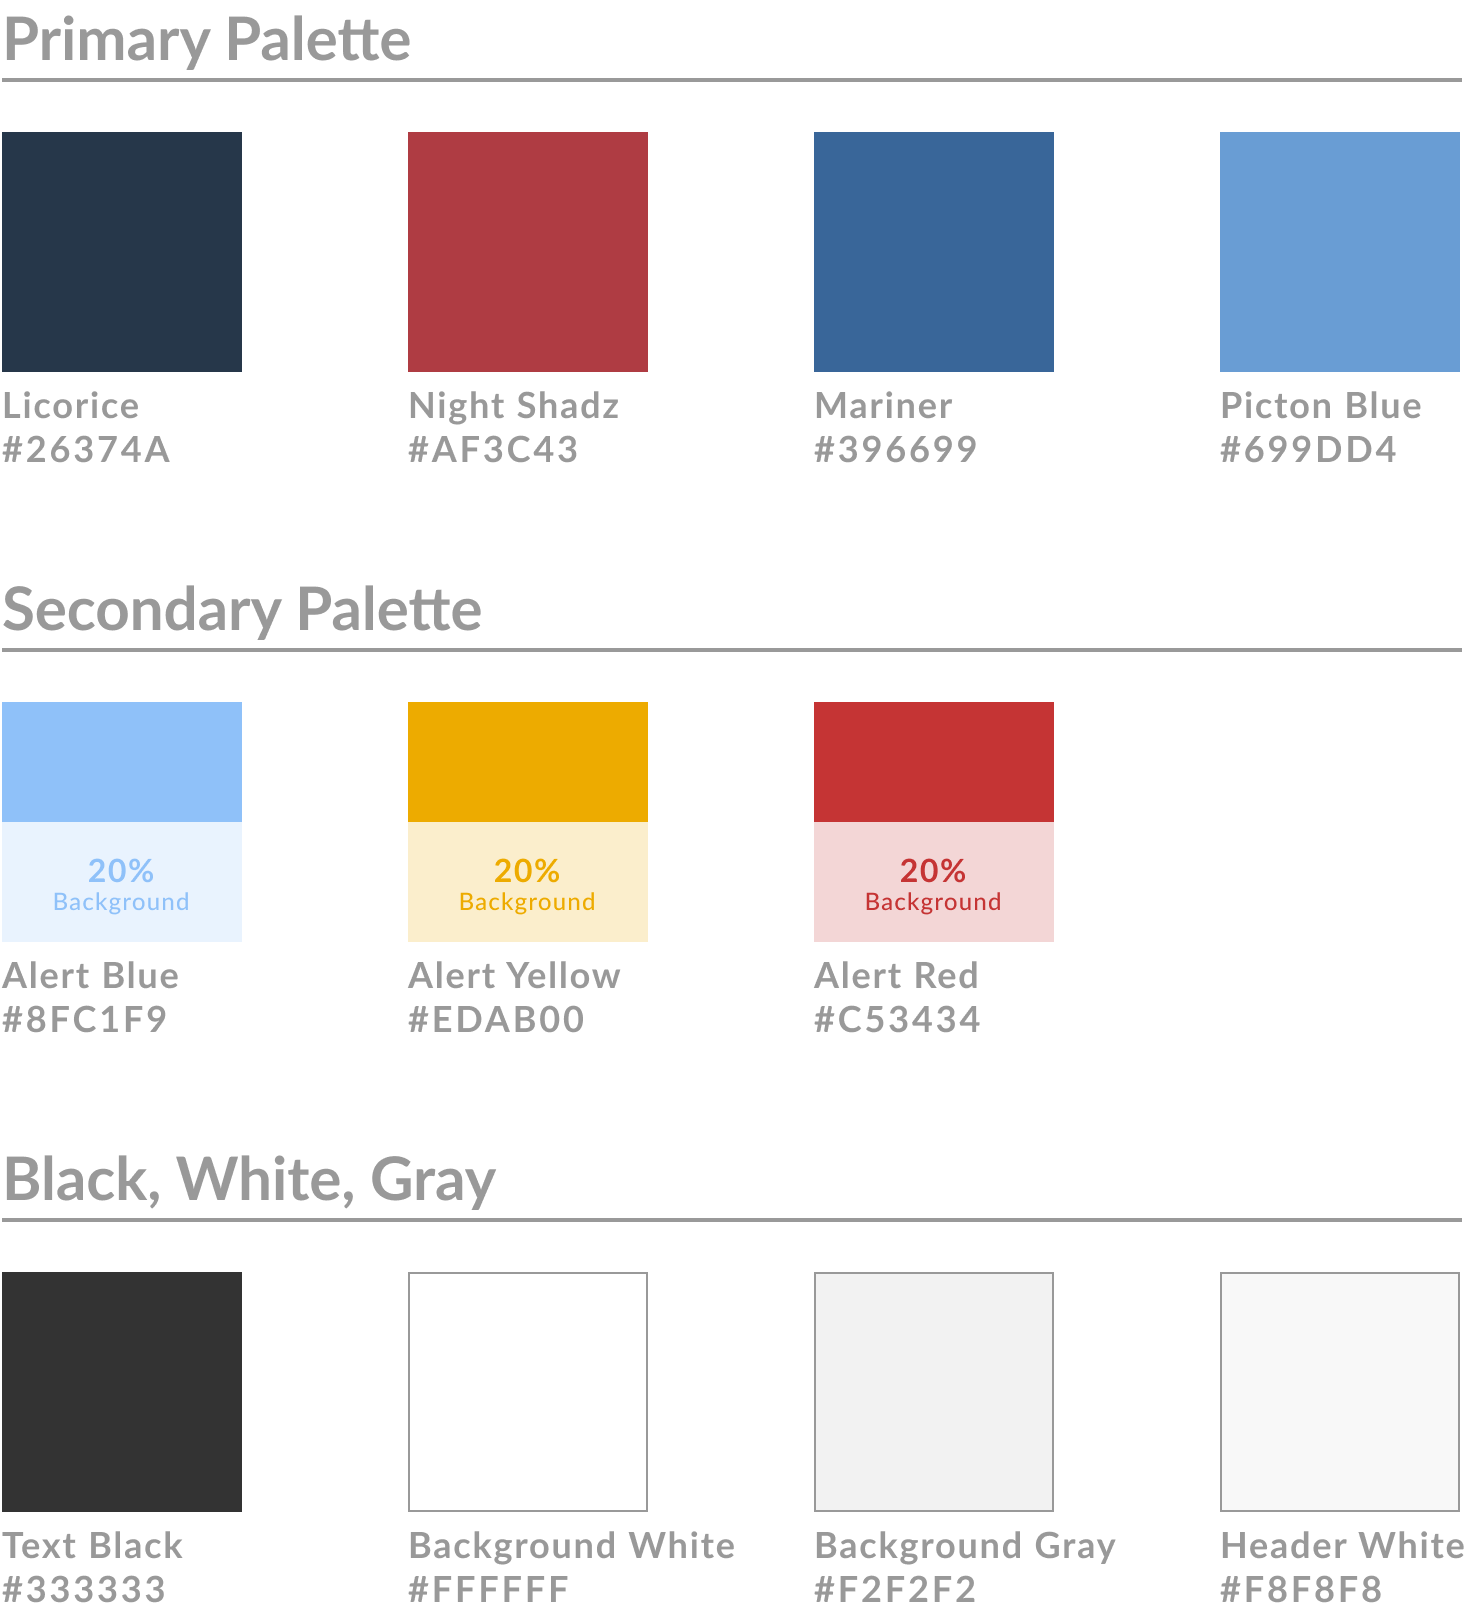 Primary Palette
Licorice
#26374A
Night Shadz
#AF3C43
Mariner
#396699
Picton Blue
#699DD4
Secondary Palette
20%
Background
Alert Blue
#8FC1F9
20%
Background
Alert Yellow
#EDAB00
20%
Background
Alert Red
#C53434
Black, White, Gray
Text Black
#333333
Background White
#FFFFFF
Background Gray
#F2F2F2
Header White
#F8F8F8